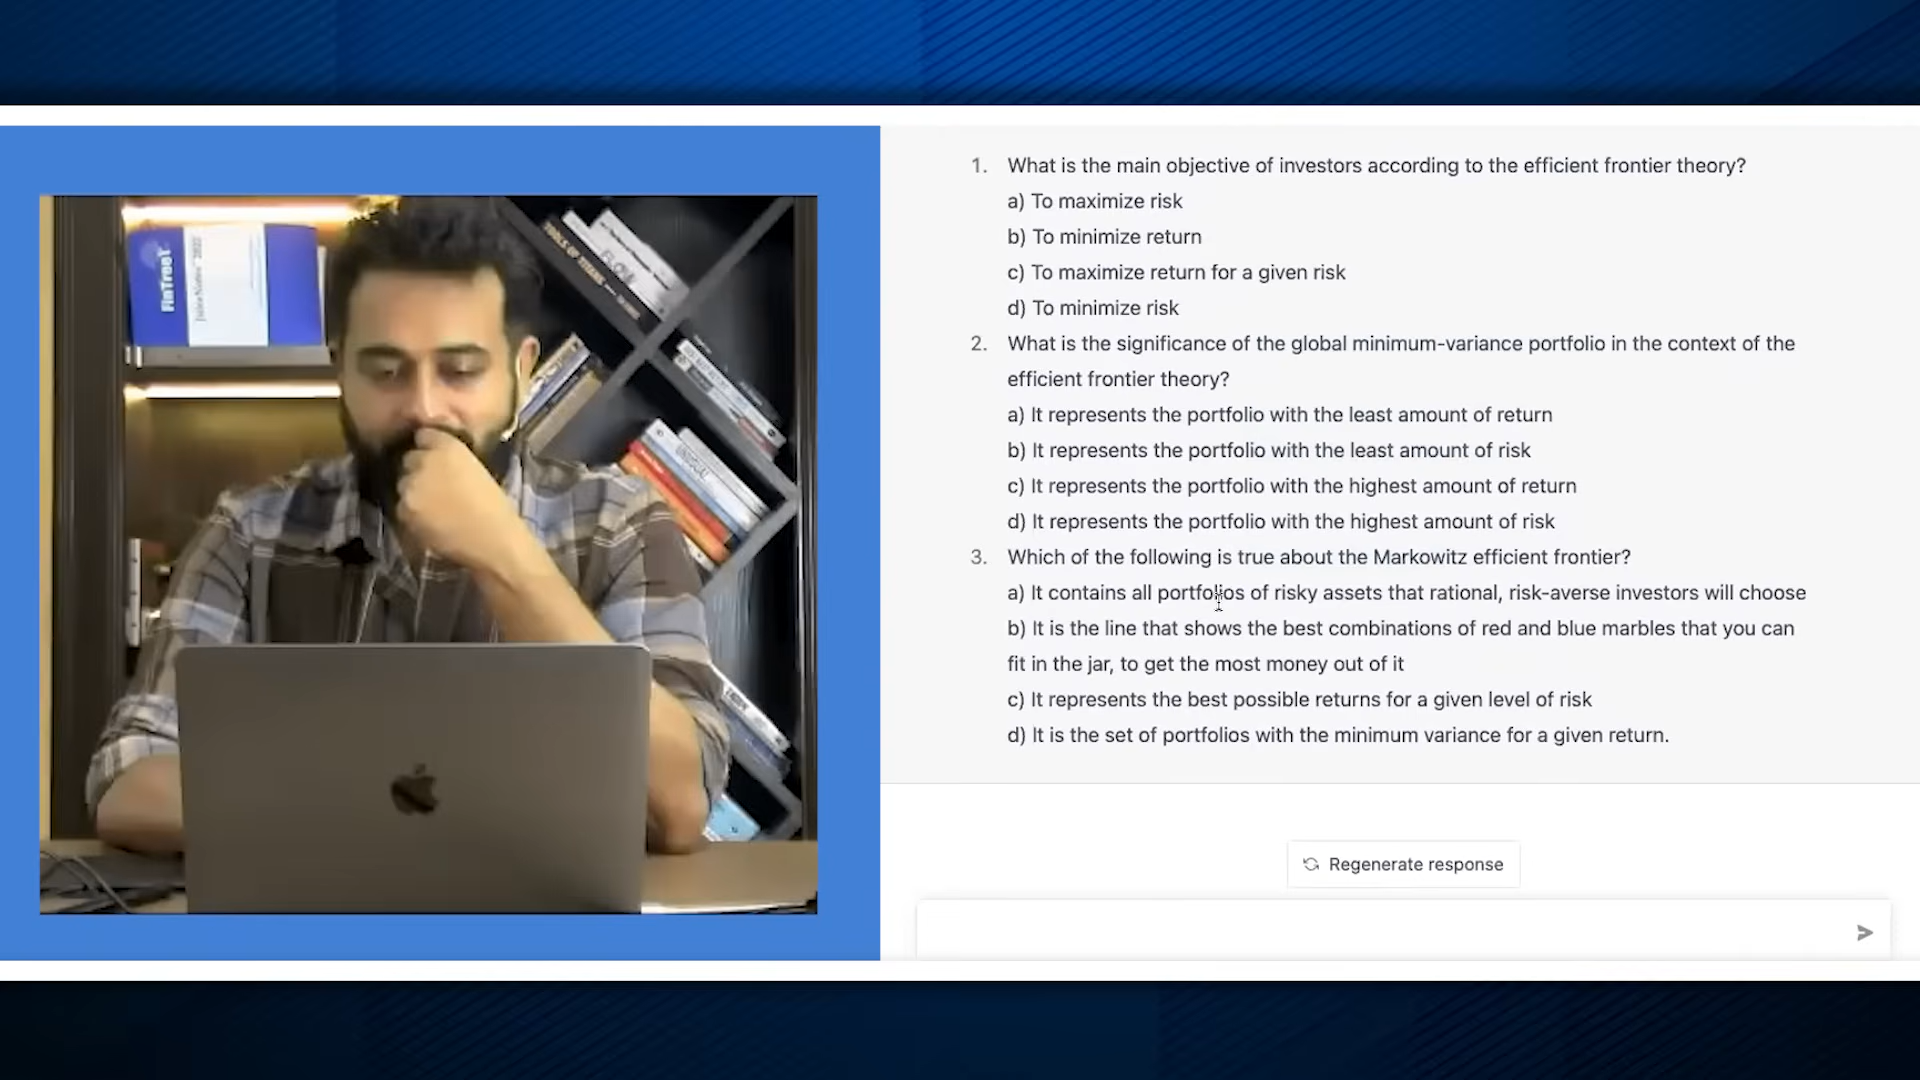 FinTreeT
TOOLS OF TITANS
FLOW
UNUSUAL
1. What is the main objective of investors according to the efficient frontier theory?
a) To maximize risk
b) To minimize return
c) To maximize return for a given risk
d) To minimize risk
2. What is the significance of the global minimum-variance portfolio in the context of the
efficient frontier theory?
a) It represents the portfolio with the least amount of return
b) It represents the portfolio with the least amount of risk
c) It represents the portfolio with the highest amount of return
d) It represents the portfolio with the highest amount of risk
3. Which of the following is true about the Markowitz efficient frontier?
a) It contains all portfolios of risky assets that rational, risk-averse investors will choose
b) It is the line that shows the best combinations of red and blue marbles that you can
fit in the jar, to get the most money out of it
c) It represents the best possible returns for a given level of risk
d) It is the set of portfolios with the minimum variance for a given return.
Regenerate response